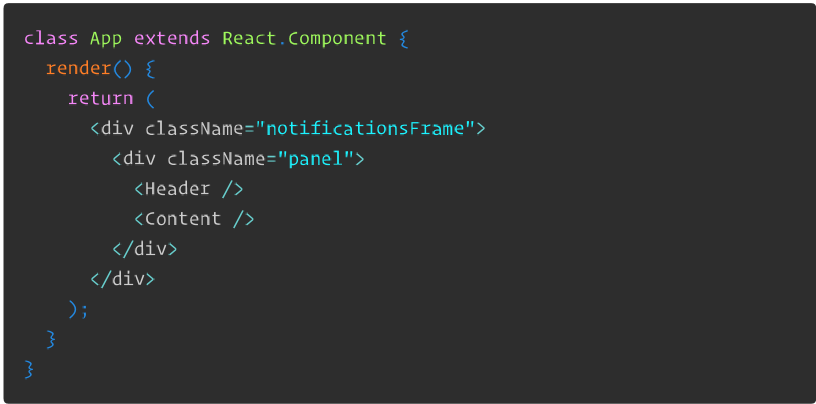 class App extends React.Component {
  render() {
    return (
      <div className="notificationsFrame">
        <div className="panel">
          <Header />
          <Content />
        </div>
      </div>
    );
  }
}